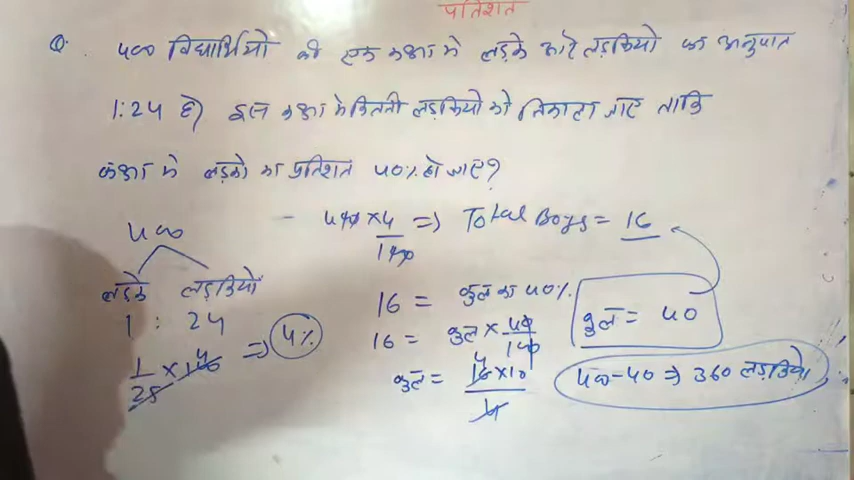 प्रतिशत
Q. 400 विद्यार्थियो की एक कक्षा मे लड़के और लड़कियो का अनुपात
1:24 है) इस कक्षा मे कितनी लड़कियो को निकाला जाए ताकि
कक्षा मे लड़को का प्रतिशत 40% हो जाए?
400
लड़के लड़कियाँ
1 : 24
1/25 × 100 ⇒ 4%
- 400 × 4/100 ⇒ Total Boys = 16
16 = कुल का 40%
16 = कुल × 40/100
कुल = 16 × 10/4
कुल = 40
400-40 ⇒ 360 लड़कियाँ